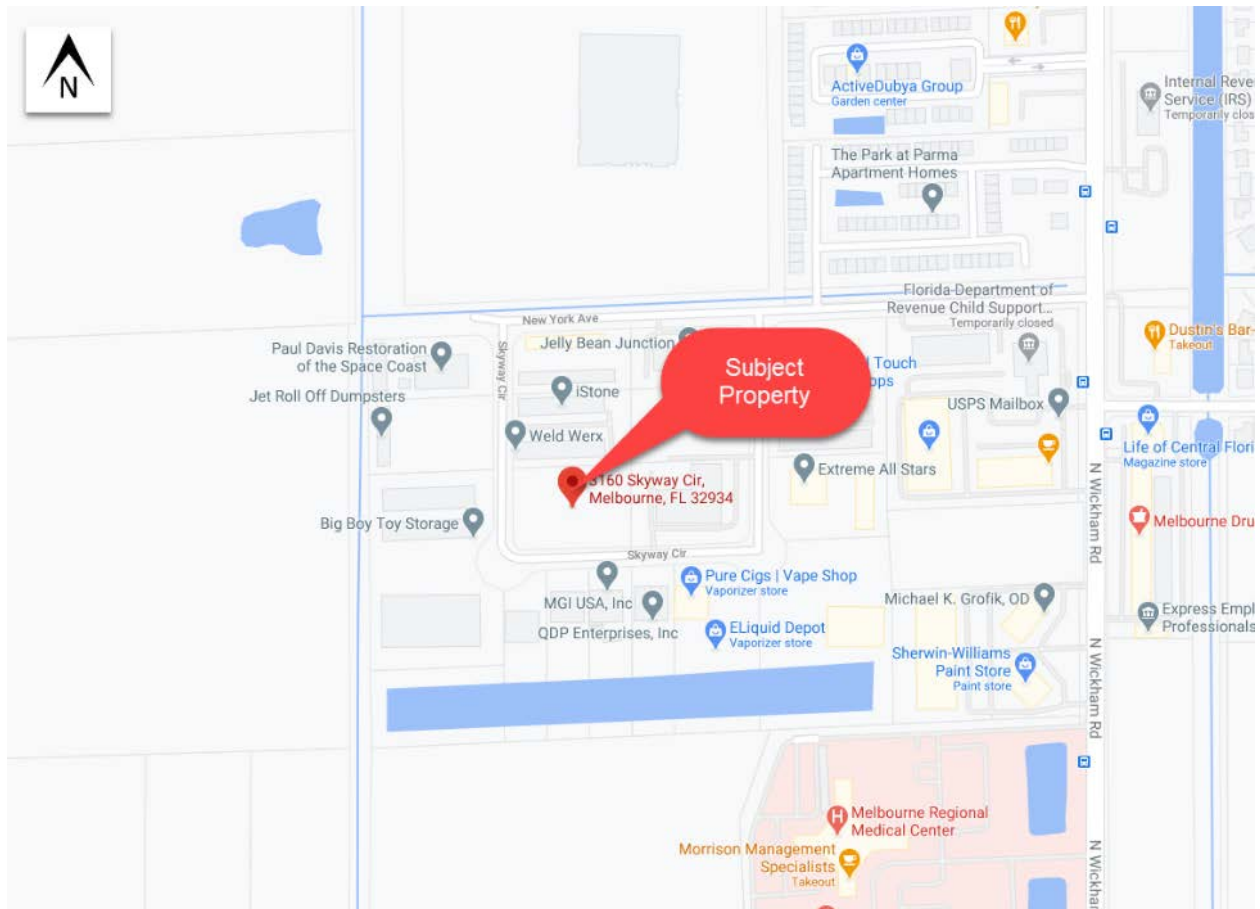 N
ActiveDubya Group
Garden center
Internal Reve
Service (IRS)
Temporarily clos
The Park at Parma
Apartment Homes
Florida Department of
Revenue Child Support...
Temporarily closed
New York Ave
Dustin's Bar-
Takeout
Paul Davis Restoration
of the Space Coast
Skyway Cir
Jelly Bean Junction
Subject
Property
Touch
Jet Roll Off Dumpsters
iStone
USPS Mailbox
Weld Werx
Life of Central Flori
Magazine store
Extreme All Stars
3160 Skyway Cir,
Melbourne, FL 32934
N Wickham Rd
Big Boy Toy Storage
Melbourne Dru
Skyway Cir
Pure Cigs | Vape Shop
Vaporizer store
MGI USA, Inc
Michael K. Grofik, OD
Express Empl
Professionals
QDP Enterprises, Inc
ELiquid Depot
Vaporizer store
Sherwin-Williams
Paint Store
Paint store
N Wickham Rd
Melbourne Regional
Medical Center
H
Morrison Management
Specialists
Takeout
N Wickha